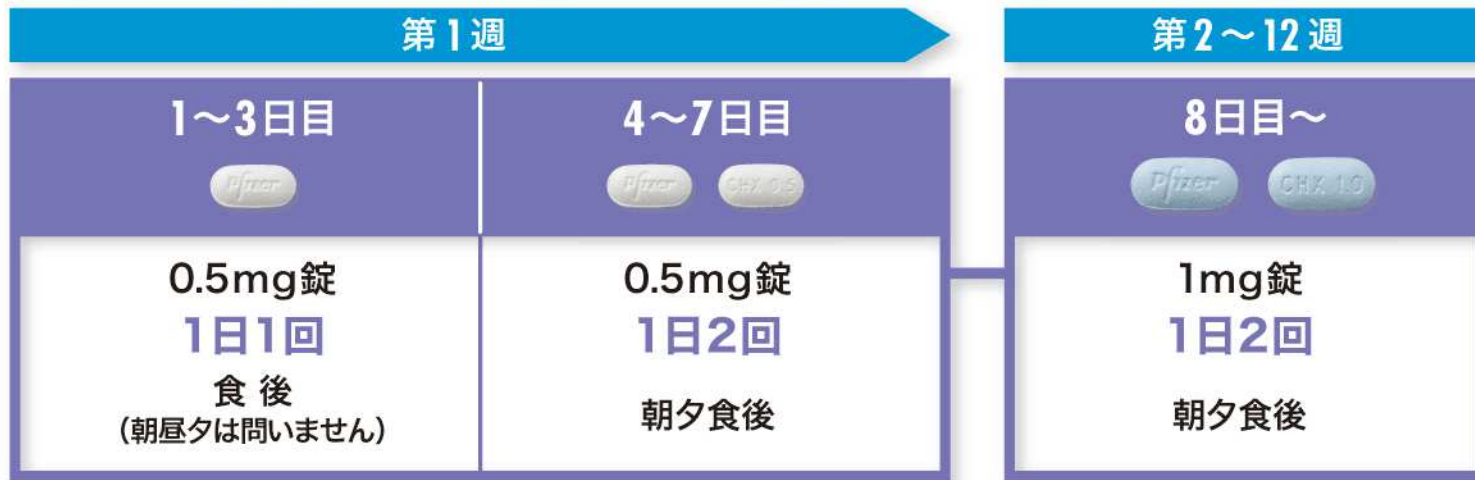 第1週
第2～12週
1～3日目
4～7日目
8日目～
Pfizer
Pfizer
CHX 0.5
Pfizer
CHX 1.0
0.5mg錠
1日1回
食後
（朝昼夕は問いません）
0.5mg錠
1日2回
朝夕食後
1mg錠
1日2回
朝夕食後